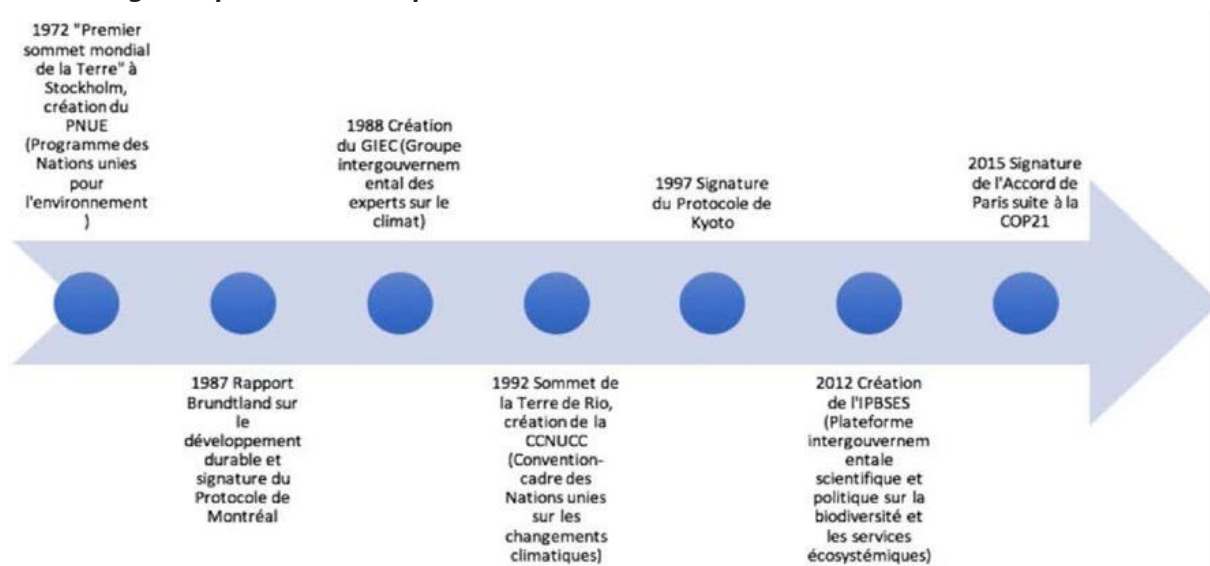 1972 "Premier
sommet mondial
de la Terre" à
Stockholm,
création du
PNUE
(Programme des
Nations unies
pour
l'environnement
)
1987 Rapport
Brundtland sur
le
développement
durable et
signature du
Protocole de
Montréal
1988 Création
du GIEC (Groupe
intergouvernem
ental des
experts sur le
climat)
1992 Sommet de
la Terre de Rio,
création de la
CCNUCC
(Convention-
cadre des
Nations unies
sur les
changements
climatiques)
1997 Signature
du Protocole de
Kyoto
2012 Création
de l'IPBSES
(Plateforme
intergouvernem
entale
scientifique et
politique sur la
biodiversité et
les services
écosystémiques)
2015 Signature
de l'Accord de
Paris suite à la
COP21